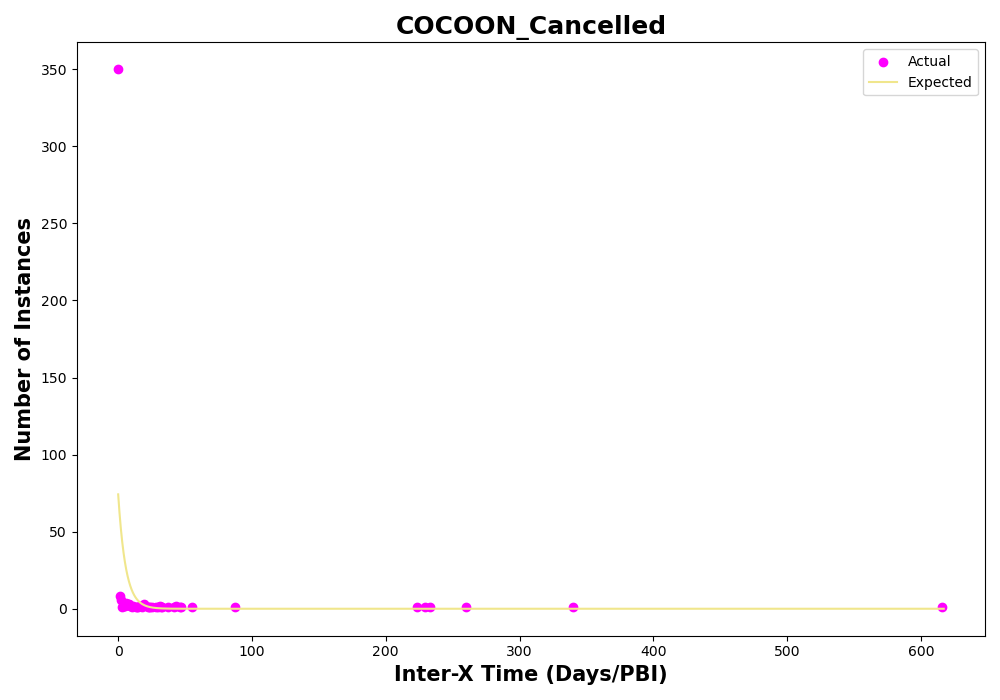 COCOON_Cancelled
Actual
Expected
Number of Instances
350
300
250
200
150
100
50
0
0 100 200 300 400 500 600
Inter-X Time (Days/PBI)